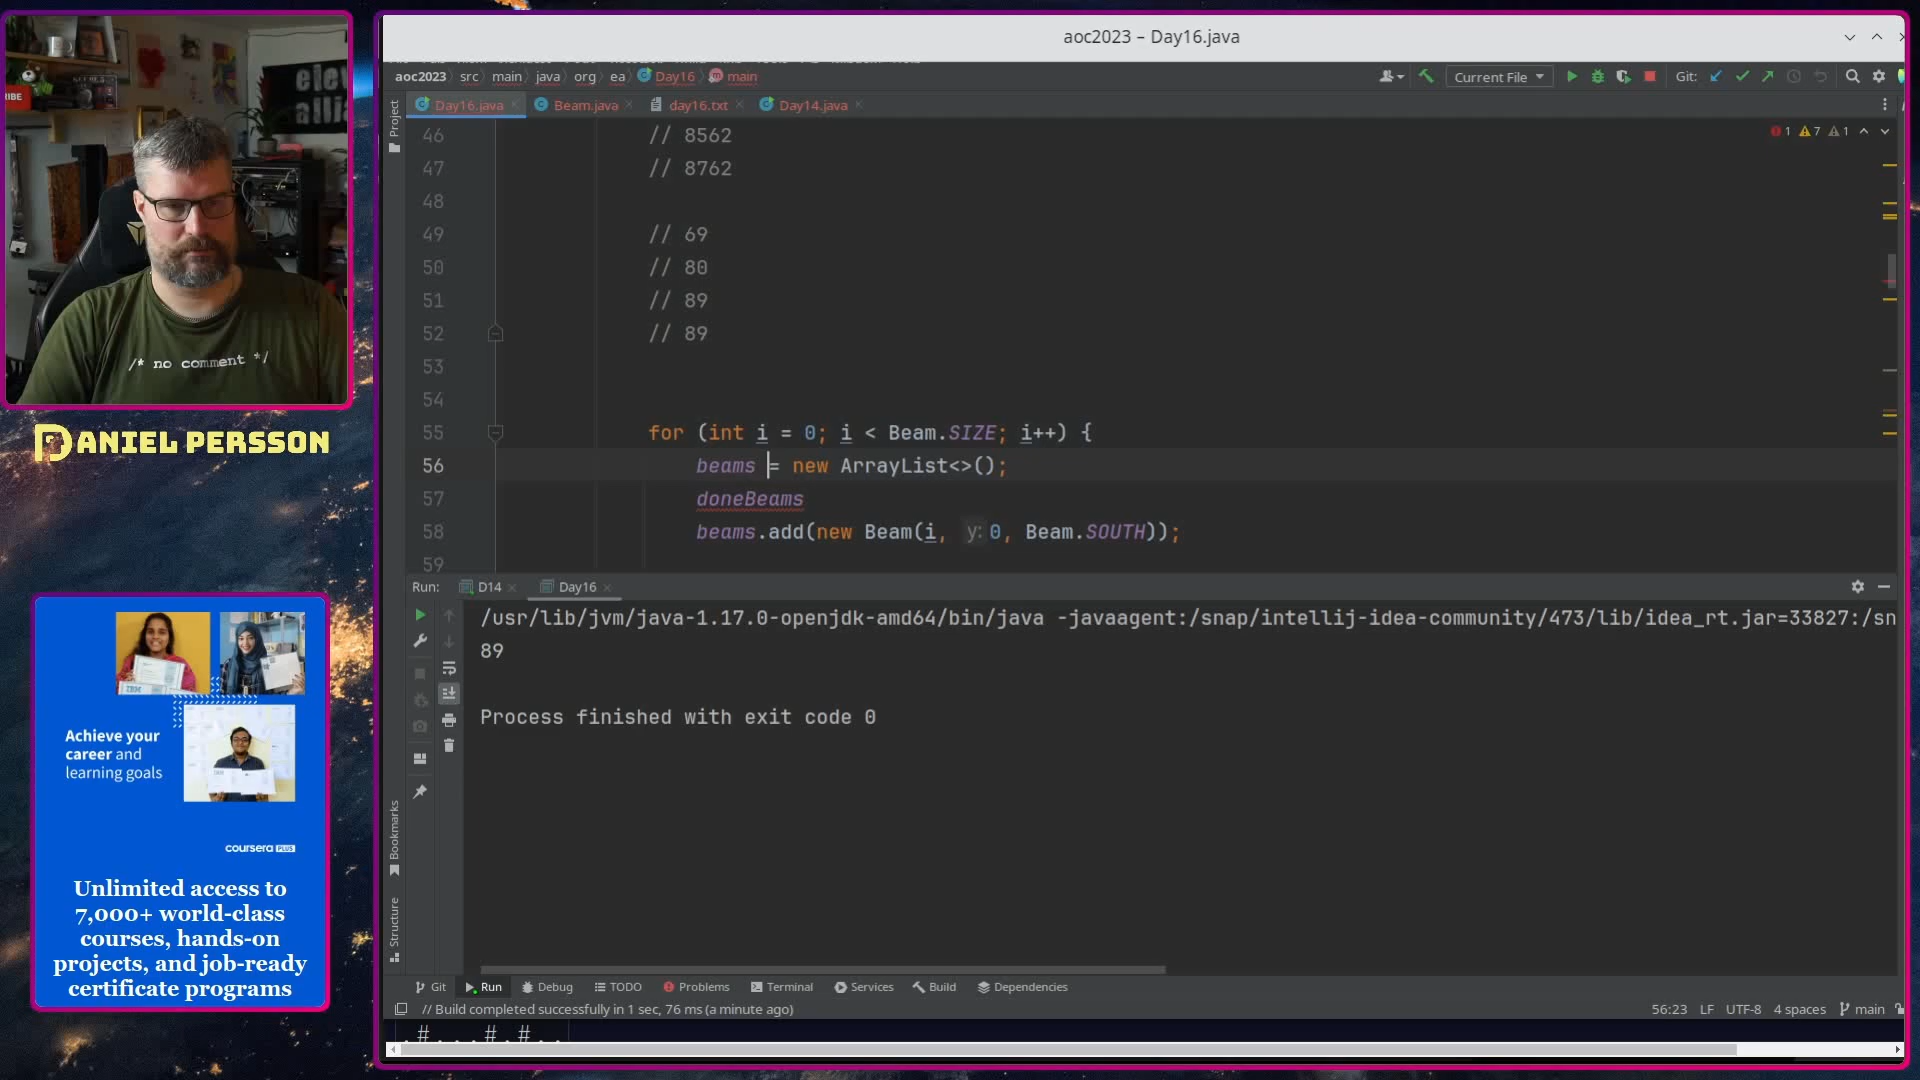 aoc2023 – Day16.java
aoc2023 src main java org ea Day16 main
Current File
Git:
Day16.java
Beam.java
day16.txt
Day14.java
Project
1 7 1
46 // 8562
47 // 8762
48
49 // 69
50 // 80
51 // 89
52 // 89
53
54
55 for (int i = 0; i < Beam.SIZE; i++) {
56 beams = new ArrayList<>();
57 doneBeams
58 beams.add(new Beam(i, y: 0, Beam.SOUTH));
59
Run: D14 Day16
/usr/lib/jvm/java-1.17.0-openjdk-amd64/bin/java -javaagent:/snap/intellij-idea-community/473/lib/idea_rt.jar=33827:/sn
89
Process finished with exit code 0
Bookmarks
Structure
Git Run Debug TODO Problems Terminal Services Build Dependencies
// Build completed successfully in 1 sec, 76 ms (a minute ago)
56:23 LF UTF-8 4 spaces main
.#....#.#..
/* no comment */
DANIEL PERSSON
IBM
Achieve your
career and
learning goals
coursera PLUS
Unlimited access to
7,000+ world-class
courses, hands-on
projects, and job-ready
certificate programs